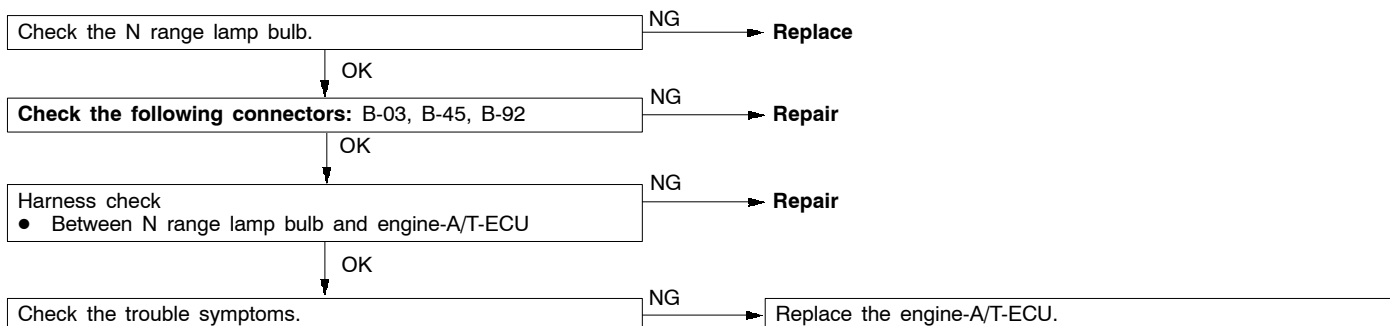 Check the N range lamp bulb.
NG
Replace
OK
Check the following connectors: B-03, B-45, B-92
NG
Repair
OK
Harness check
● Between N range lamp bulb and engine-A/T-ECU
NG
Repair
OK
Check the trouble symptoms.
NG
Replace the engine-A/T-ECU.